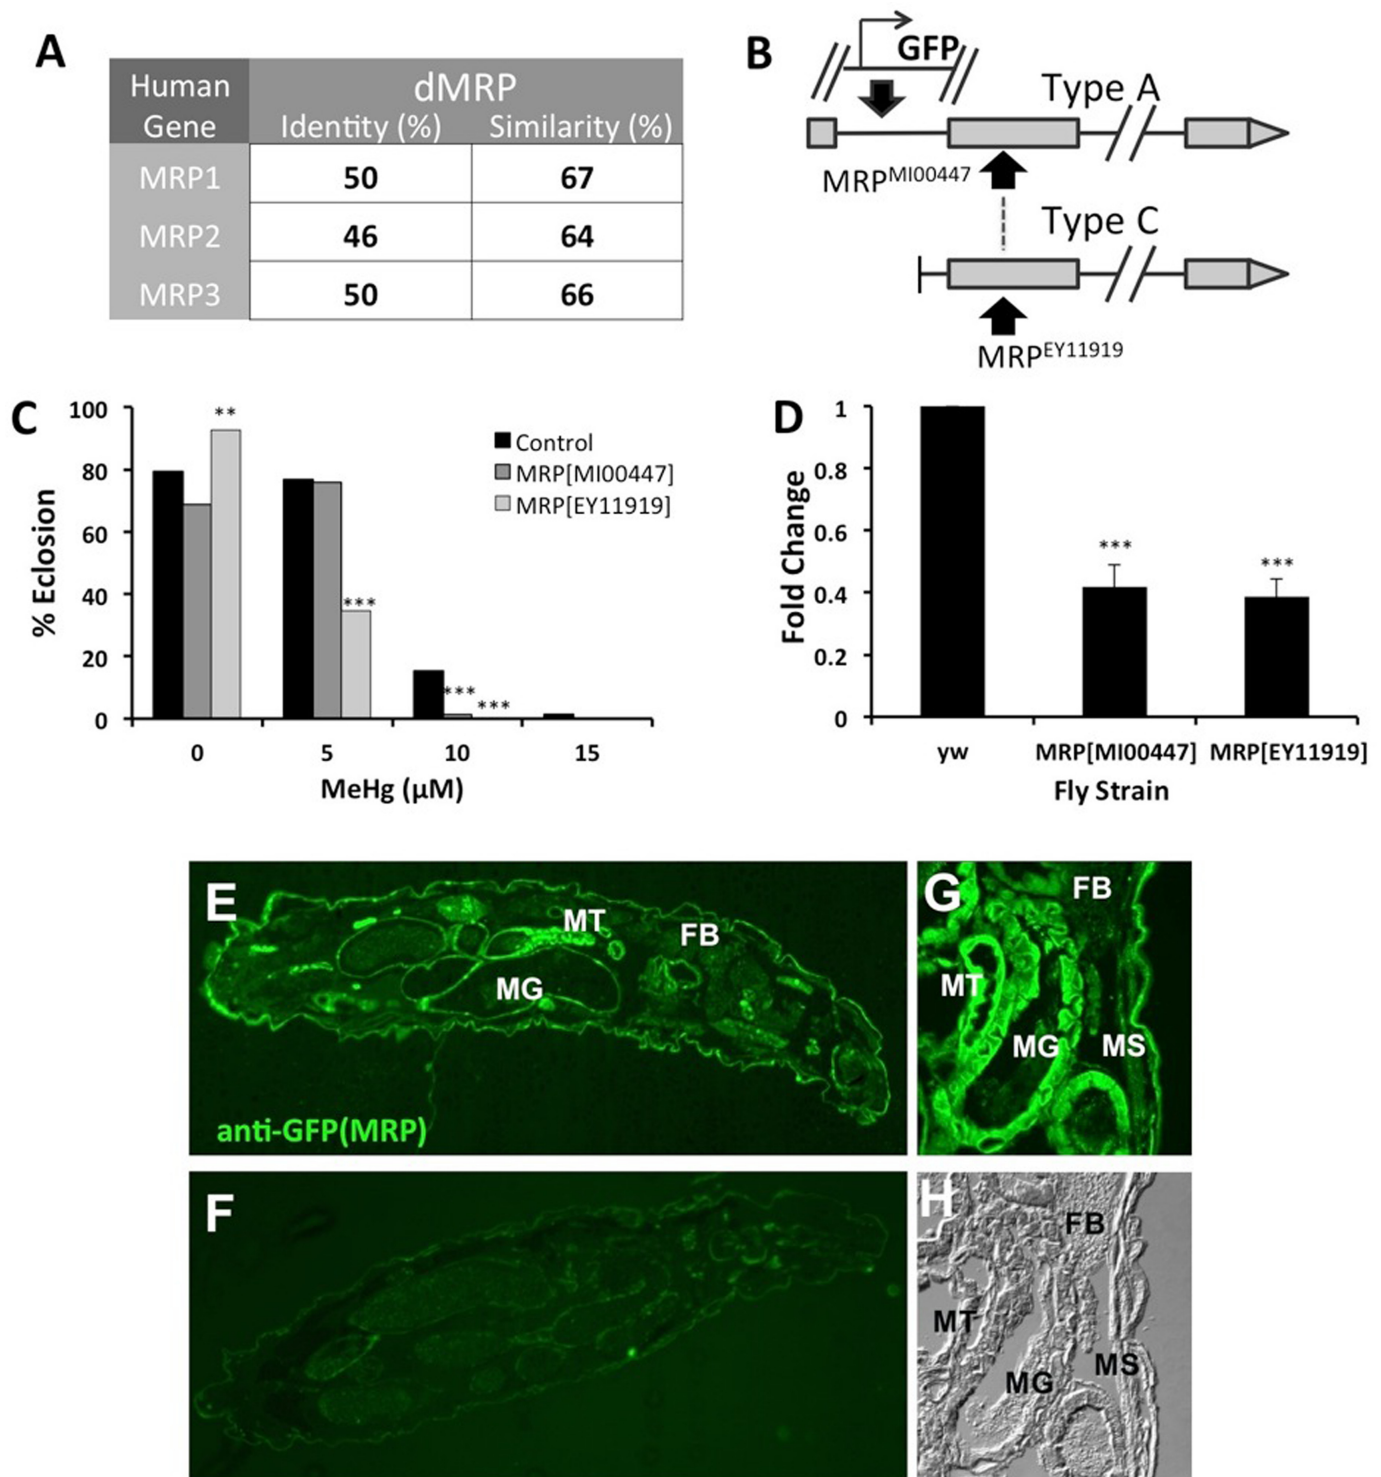 A
Human Gene
dMRP
Identity (%) Similarity (%)
MRP1 50 67
MRP2 46 64
MRP3 50 66
B
GFP
Type A
MRP^MI00447
Type C
MRP^EY11919
C
% Eclosion
100
80
60
40
20
0
**
***
***
***
Control
MRP[MI00447]
MRP[EY11919]
0 5 10 15
MeHg (μM)
D
Fold Change
1
0.8
0.6
0.4
0.2
0
***
***
yw MRP[MI00447] MRP[EY11919]
Fly Strain
E
MT
FB
MG
anti-GFP(MRP)
G
FB
MT
MG MS
F
H
FB
MT
MS
MG